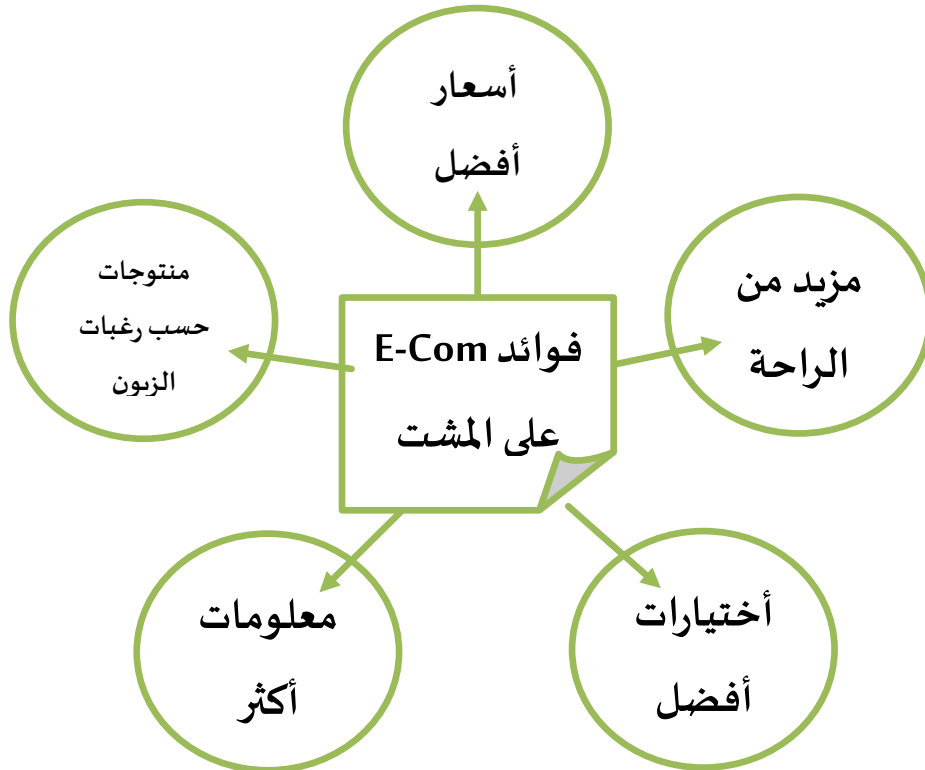 أسعار
أفضل
مزيد من
الراحة
منتوجات
حسب رغبات
الزبون
فوائد E-Com
على المشت
أختيارات
أفضل
معلومات
أكثر